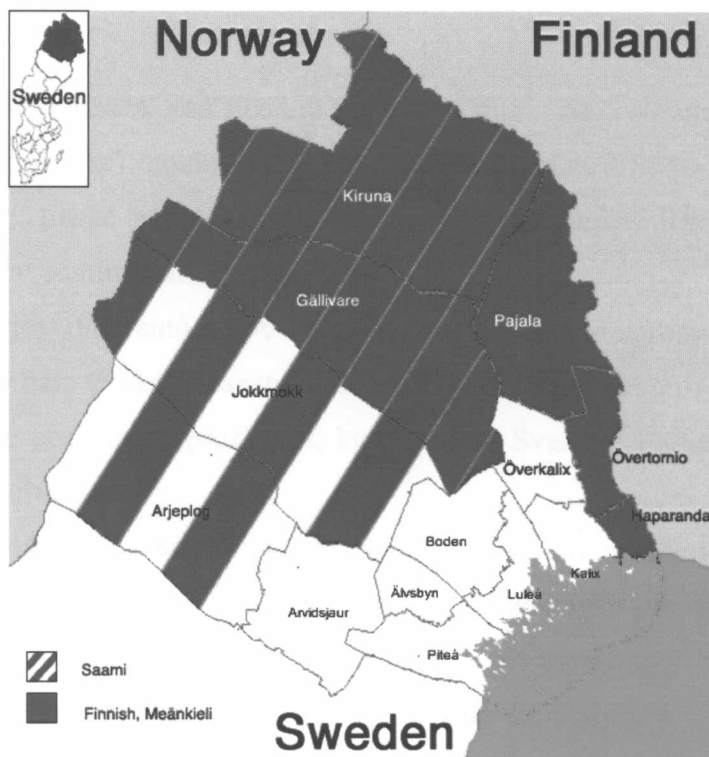 Norway
Finland
Sweden
Kiruna
Gällivare
Pajala
Jokkmokk
Överkalix
Övertornio
Arjeplog
Haparanda
Boden
Kalix
Älvsbyn
Luleå
Arvidsjaur
Piteå
Saami
Finnish, Meänkieli
Sweden